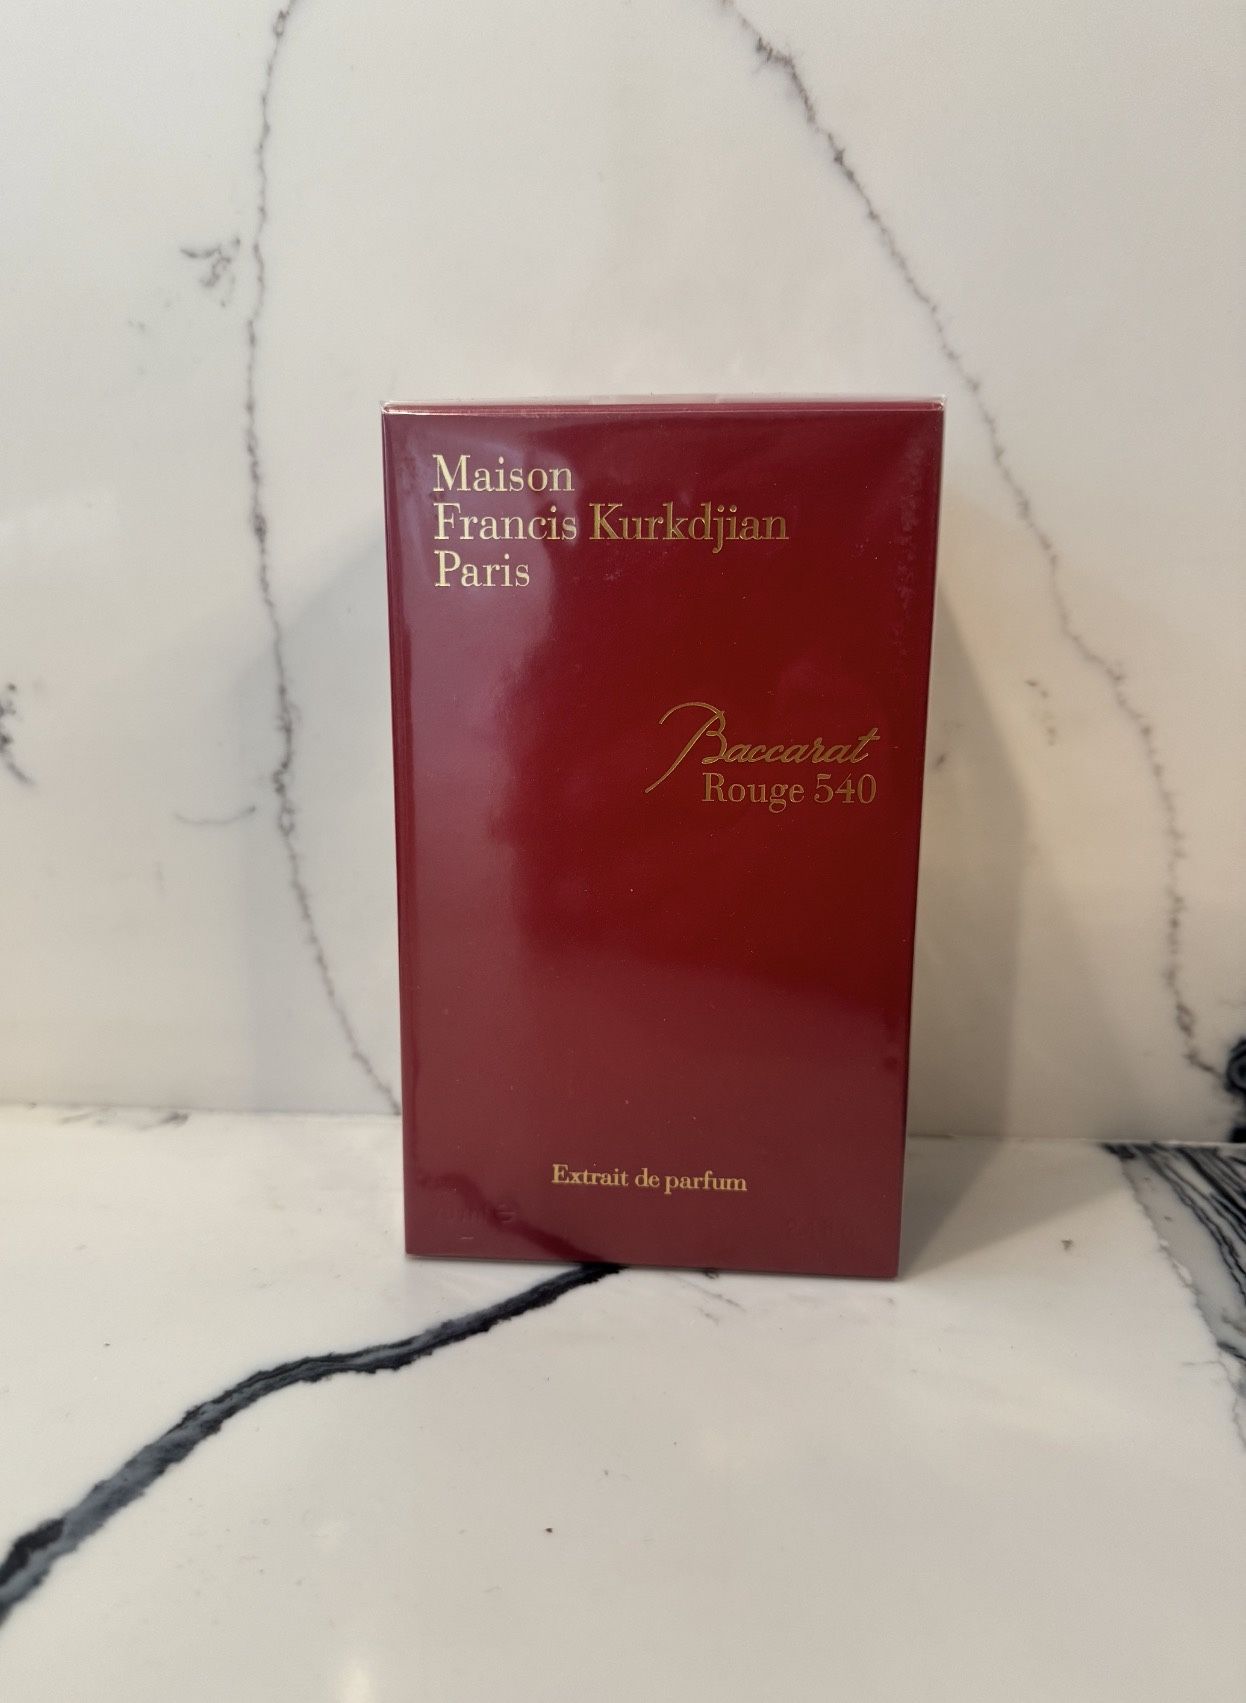 Maison
Francis Kurkdjian
Paris
Baccarat
Rouge 540
Extrait de parfum